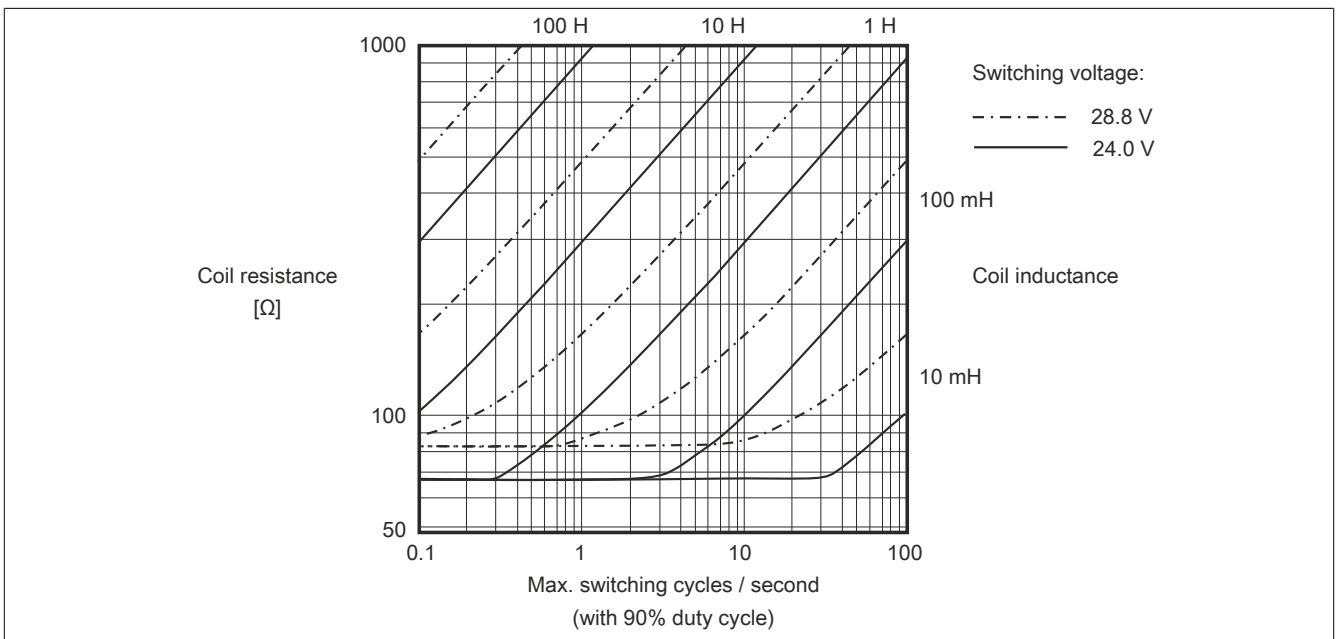 100 H 10 H 1 H
1000
Switching voltage:
28.8 V
24.0 V
100 mH
Coil resistance
[Ω]
Coil inductance
10 mH
100
50
0.1 1 10 100
Max. switching cycles / second
(with 90% duty cycle)